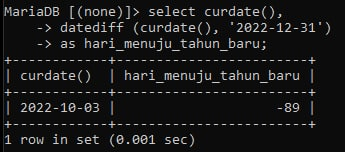 MariaDB [(none)]> select curdate(),
    -> datediff (curdate(), '2022-12-31')
    -> as hari_menuju_tahun_baru;
+------------+------------------------+
| curdate()  | hari_menuju_tahun_baru |
+------------+------------------------+
| 2022-10-03 |                    -89 |
+------------+------------------------+
1 row in set (0.001 sec)